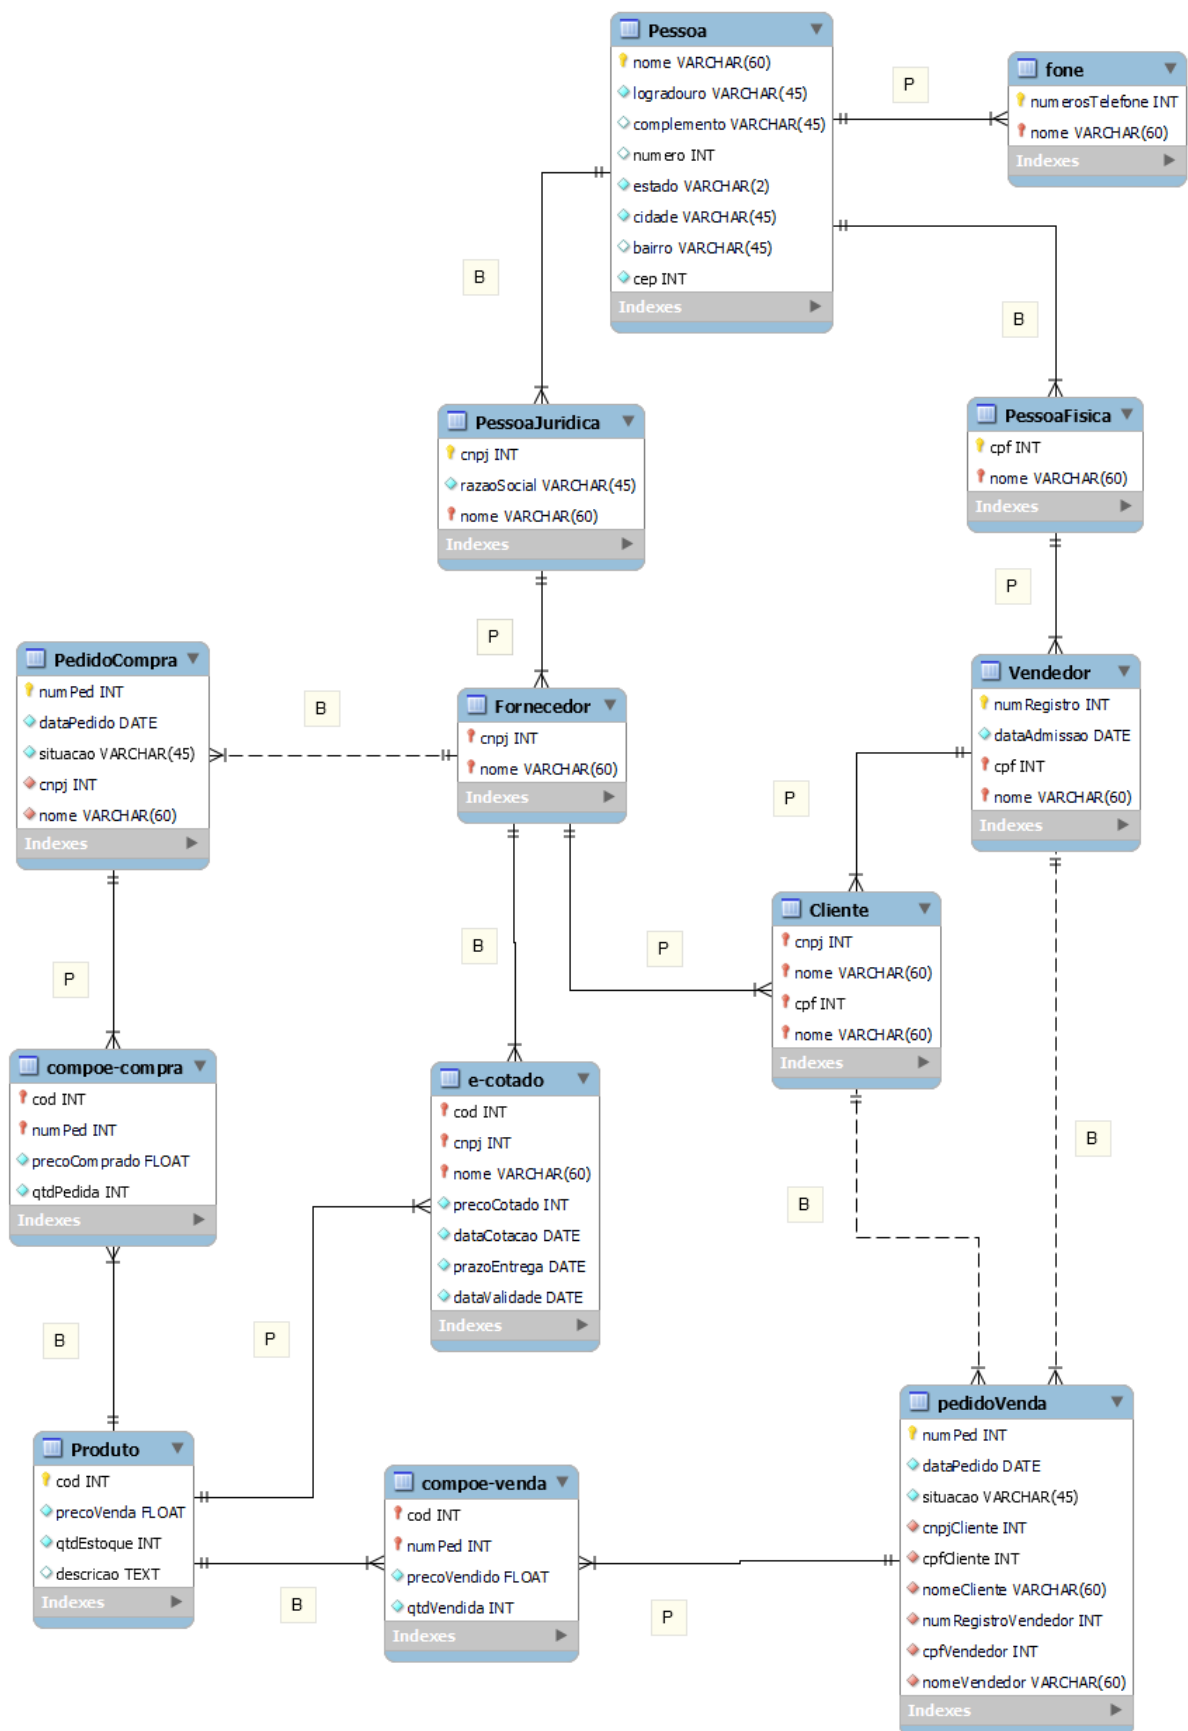 Pessoa
nome VARCHAR(60)
logradouro VARCHAR(45)
complemento VARCHAR(45)
numero INT
estado VARCHAR(2)
cidade VARCHAR(45)
bairro VARCHAR(45)
cep INT
Indexes
P
fone
numerosTelefone INT
nome VARCHAR(60)
Indexes
B
B
PessoaJuridica
cnpj INT
razaoSocial VARCHAR(45)
nome VARCHAR(60)
Indexes
PessoaFisica
cpf INT
nome VARCHAR(60)
Indexes
P
P
PedidoCompra
numPed INT
dataPedido DATE
situacao VARCHAR(45)
cnpj INT
nome VARCHAR(60)
Indexes
B
Fornecedor
cnpj INT
nome VARCHAR(60)
Indexes
Vendedor
numRegistro INT
dataAdmissao DATE
cpf INT
nome VARCHAR(60)
Indexes
P
Cliente
cnpj INT
nome VARCHAR(60)
cpf INT
nome VARCHAR(60)
Indexes
P
B
P
compoe-compra
cod INT
numPed INT
precoComprado FLOAT
qtdPedida INT
Indexes
e-cotado
cod INT
cnpj INT
nome VARCHAR(60)
precoCotado INT
dataCotacao DATE
prazoEntrega DATE
dataValidade DATE
Indexes
B
B
B
P
Produto
cod INT
precoVenda FLOAT
qtdEstoque INT
descricao TEXT
Indexes
B
compoe-venda
cod INT
numPed INT
precoVendido FLOAT
qtdVendida INT
Indexes
P
pedidoVenda
numPed INT
dataPedido DATE
situacao VARCHAR(45)
cnpjCliente INT
cpfCliente INT
nomeCliente VARCHAR(60)
numRegistroVendedor INT
cpfVendedor INT
nomeVendedor VARCHAR(60)
Indexes